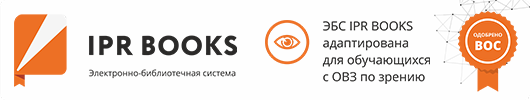 IPR BOOKS
Электронно-библиотечная система
ЭБС IPR BOOKS
адаптирована
для обучающихся
с ОВЗ по зрению
ОДОБРЕНО
ВОС